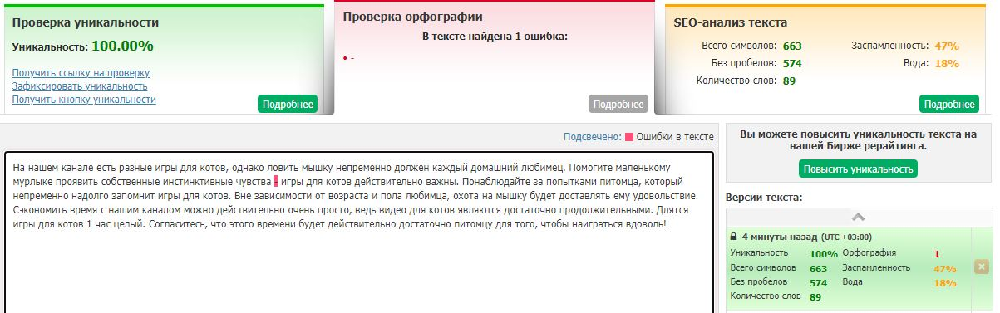 Проверка уникальности
Уникальность: 100.00%
Получить ссылку на проверку
Зафиксировать уникальность
Получить кнопку уникальности
Подробнее
Проверка орфографии
В тексте найдена 1 ошибка:
• -
Подробнее
SEO-анализ текста
Всего символов: 663 Заспамленность: 47%
Без пробелов: 574 Вода: 18%
Количество слов: 89
Подробнее
Подсвечено: Ошибки в тексте
На нашем канале есть разные игры для котов, однако ловить мышку непременно должен каждый домашний любимец. Помогите маленькому
мурлыке проявить собственные инстинктивные чувства - игры для котов действительно важны. Понаблюдайте за попытками питомца, который
непременно надолго запомнит игры для котов. Вне зависимости от возраста и пола любимца, охота на мышку будет доставлять ему удовольствие.
Сэкономить время с нашим каналом можно действительно очень просто, ведь видео для котов являются достаточно продолжительными. Длятся
игры для котов 1 час целый. Согласитесь, что этого времени будет действительно достаточно питомцу для того, чтобы наиграться вдоволь!
Вы можете повысить уникальность текста на
нашей Бирже рерайтинга.
Повысить уникальность
Версии текста:
4 минуты назад (UTC +03:00)
Уникальность 100% Орфография 1
Всего символов 663 Заспамленность 47%
Без пробелов 574 Вода 18%
Количество слов 89